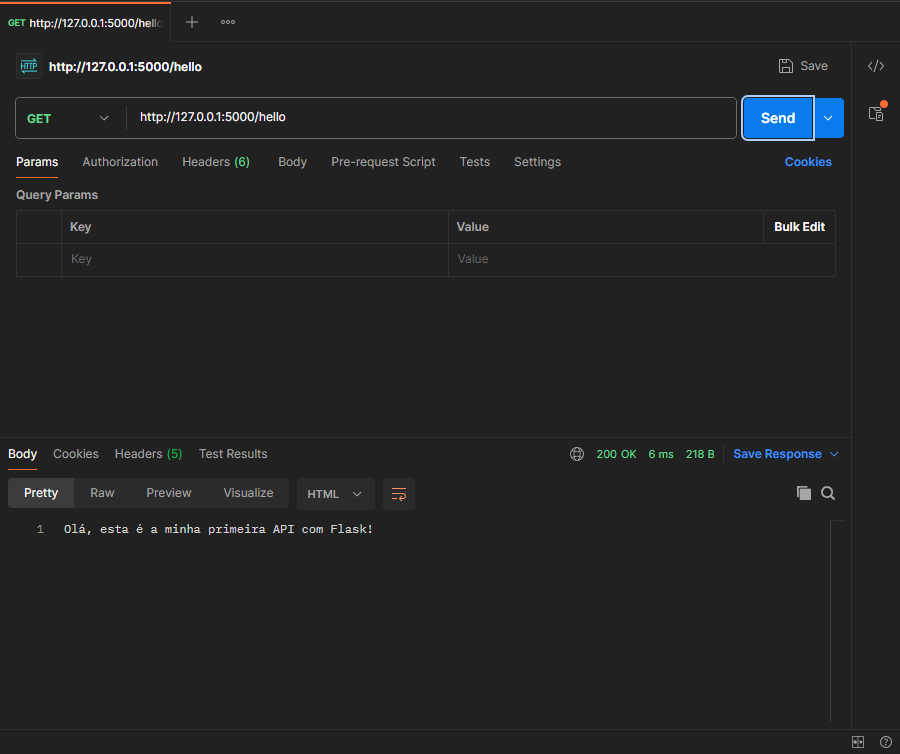 GET http://127.0.0.1:5000/hello
HTTP http://127.0.0.1:5000/hello Save
GET http://127.0.0.1:5000/hello Send
Params Authorization Headers (6) Body Pre-request Script Tests Settings Cookies
Query Params
Key Value Bulk Edit
Key Value
Body Cookies Headers (5) Test Results 200 OK 6 ms 218 B Save Response
Pretty Raw Preview Visualize HTML
1 Olá, esta é a minha primeira API com Flask!